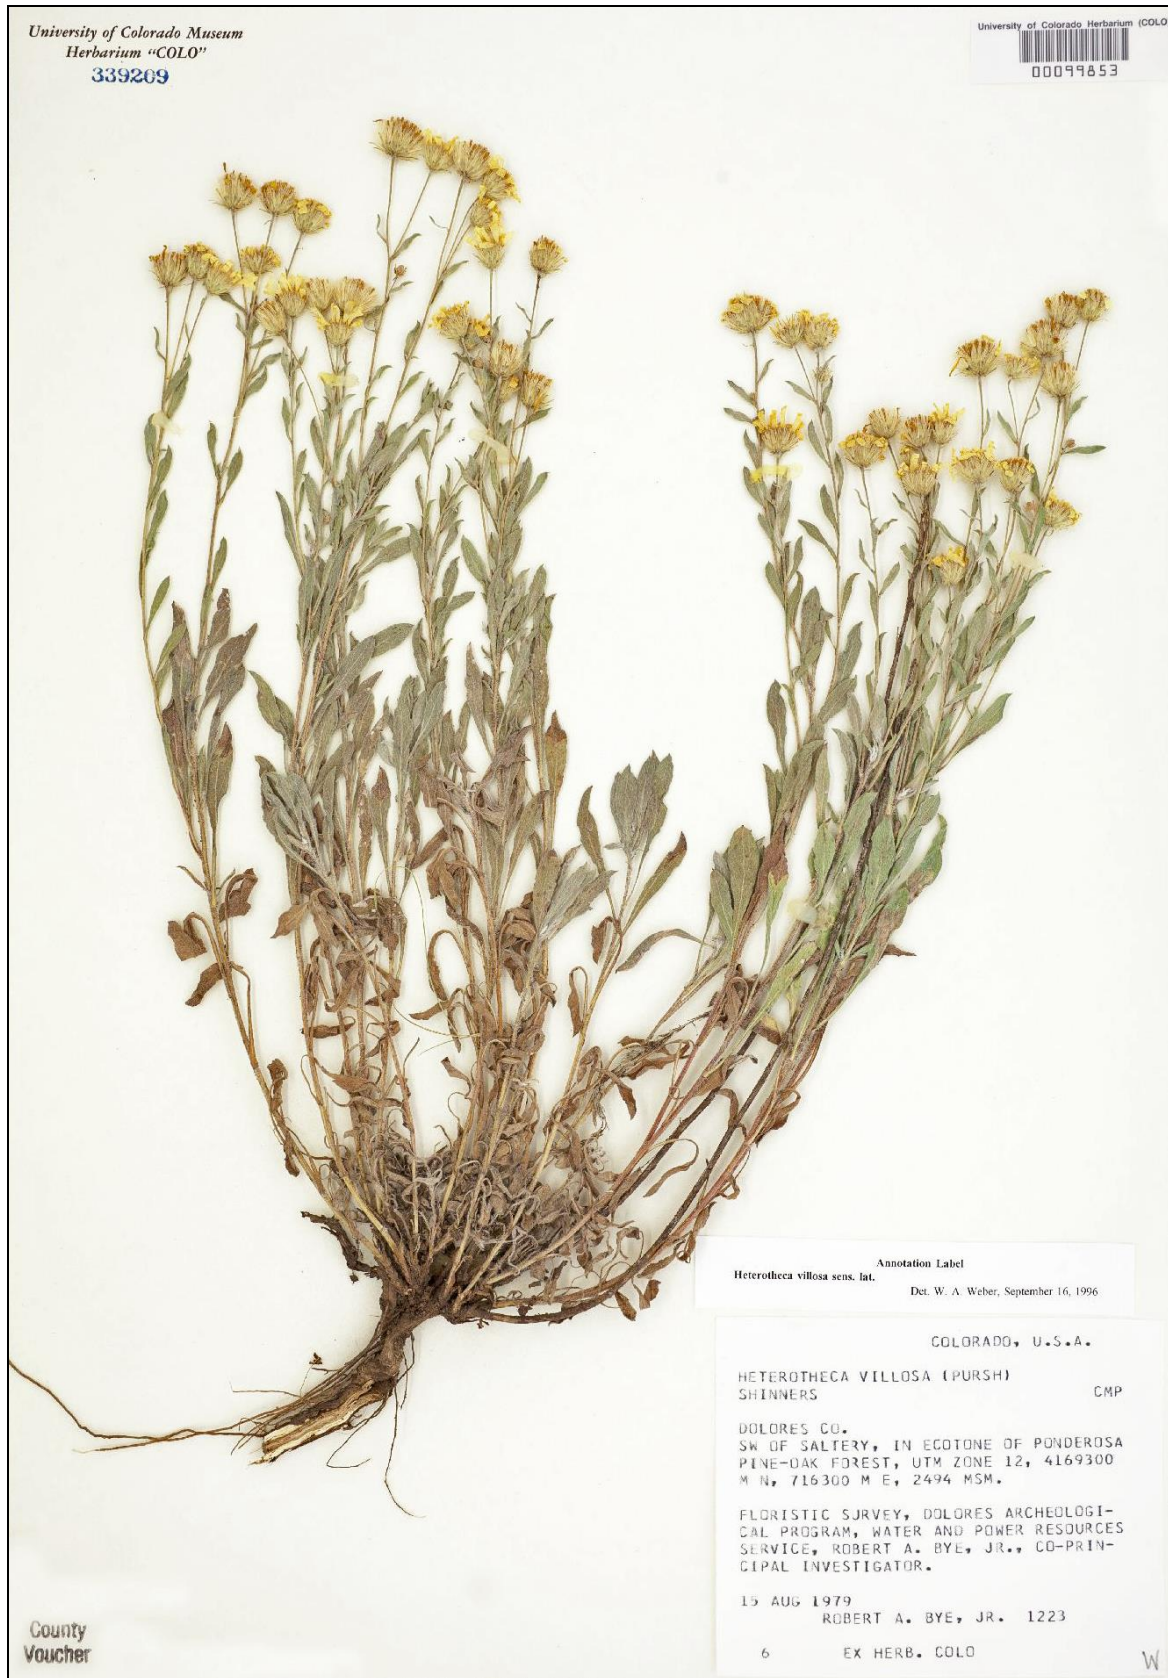 University of Colorado Museum
Herbarium "COLO"
339209
University of Colorado Herbarium (COLO
00099853
Annotation Label
Heterotheca villosa sens. lat.
Det. W. A. Weber, September 16, 1996
COLORADO, U.S.A.
HETEROTHECA VILLOSA (PURSH)
SHINNERS CMP
DOLORES CO.
SW OF SALTERY, IN ECOTONE OF PONDEROSA
PINE-OAK FOREST, UTM ZONE 12, 4169300
M N, 716300 M E, 2494 MSM.
FLORISTIC SURVEY, DOLORES ARCHEOLOGI-
CAL PROGRAM, WATER AND POWER RESOURCES
SERVICE, ROBERT A. BYE, JR., CO-PRIN-
CIPAL INVESTIGATOR.
15 AUG 1979
ROBERT A. BYE, JR. 1223
6 EX HERB. COLO
W
County
Voucher